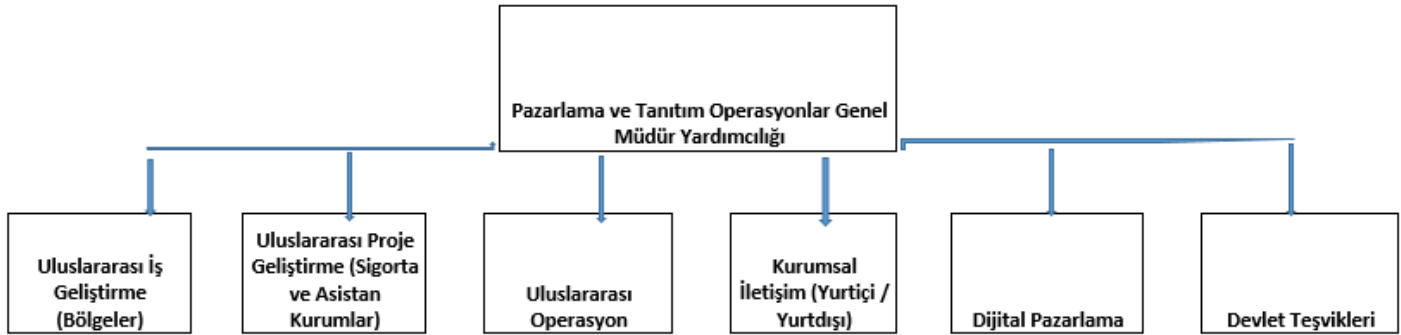 Pazarlama ve Tanıtım Operasyonlar Genel
Müdür Yardımcılığı
Uluslararası İş
Geliştirme
(Bölgeler)
Uluslararası Proje
Geliştirme (Sigorta
ve Asistan
Kurumlar)
Uluslararası
Operasyon
Kurumsal
İletişim (Yurtiçi /
Yurtdışı)
Dijital Pazarlama
Devlet Teşvikleri